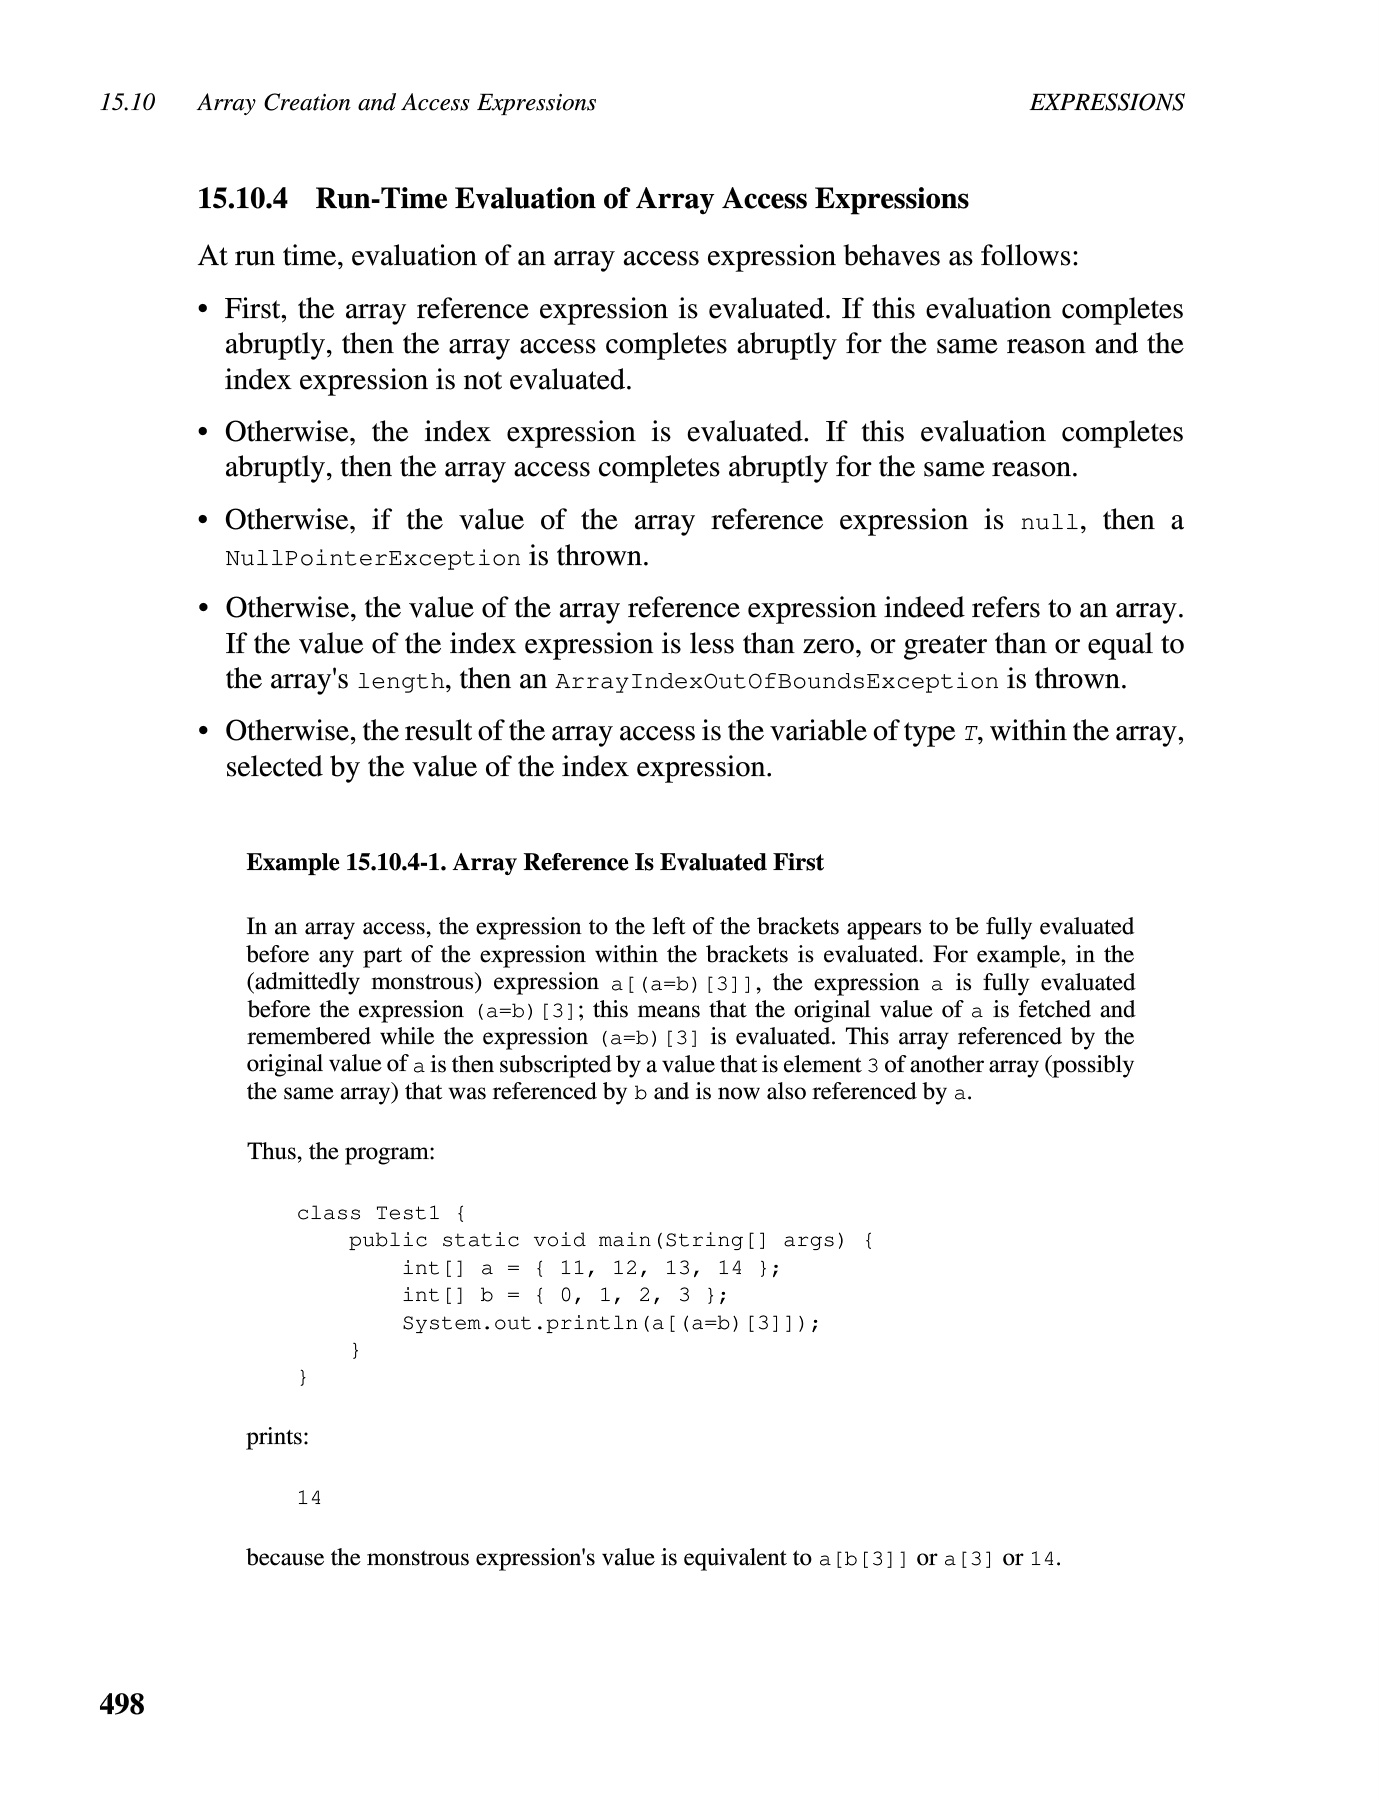 15.10 Array Creation and Access Expressions EXPRESSIONS
15.10.4 Run-Time Evaluation of Array Access Expressions
At run time, evaluation of an array access expression behaves as follows:
• First, the array reference expression is evaluated. If this evaluation completes
abruptly, then the array access completes abruptly for the same reason and the
index expression is not evaluated.
• Otherwise, the index expression is evaluated. If this evaluation completes
abruptly, then the array access completes abruptly for the same reason.
• Otherwise, if the value of the array reference expression is null, then a
NullPointerException is thrown.
• Otherwise, the value of the array reference expression indeed refers to an array.
If the value of the index expression is less than zero, or greater than or equal to
the array's length, then an ArrayIndexOutOfBoundsException is thrown.
• Otherwise, the result of the array access is the variable of type T, within the array,
selected by the value of the index expression.
Example 15.10.4-1. Array Reference Is Evaluated First
In an array access, the expression to the left of the brackets appears to be fully evaluated
before any part of the expression within the brackets is evaluated. For example, in the
(admittedly monstrous) expression a[(a=b)[3]], the expression a is fully evaluated
before the expression (a=b)[3]; this means that the original value of a is fetched and
remembered while the expression (a=b)[3] is evaluated. This array referenced by the
original value of a is then subscripted by a value that is element 3 of another array (possibly
the same array) that was referenced by b and is now also referenced by a.
Thus, the program:
class Test1 {
    public static void main(String[] args) {
        int[] a = { 11, 12, 13, 14 };
        int[] b = { 0, 1, 2, 3 };
        System.out.println(a[(a=b)[3]]);
    }
}
prints:
14
because the monstrous expression's value is equivalent to a[b[3]] or a[3] or 14.
498